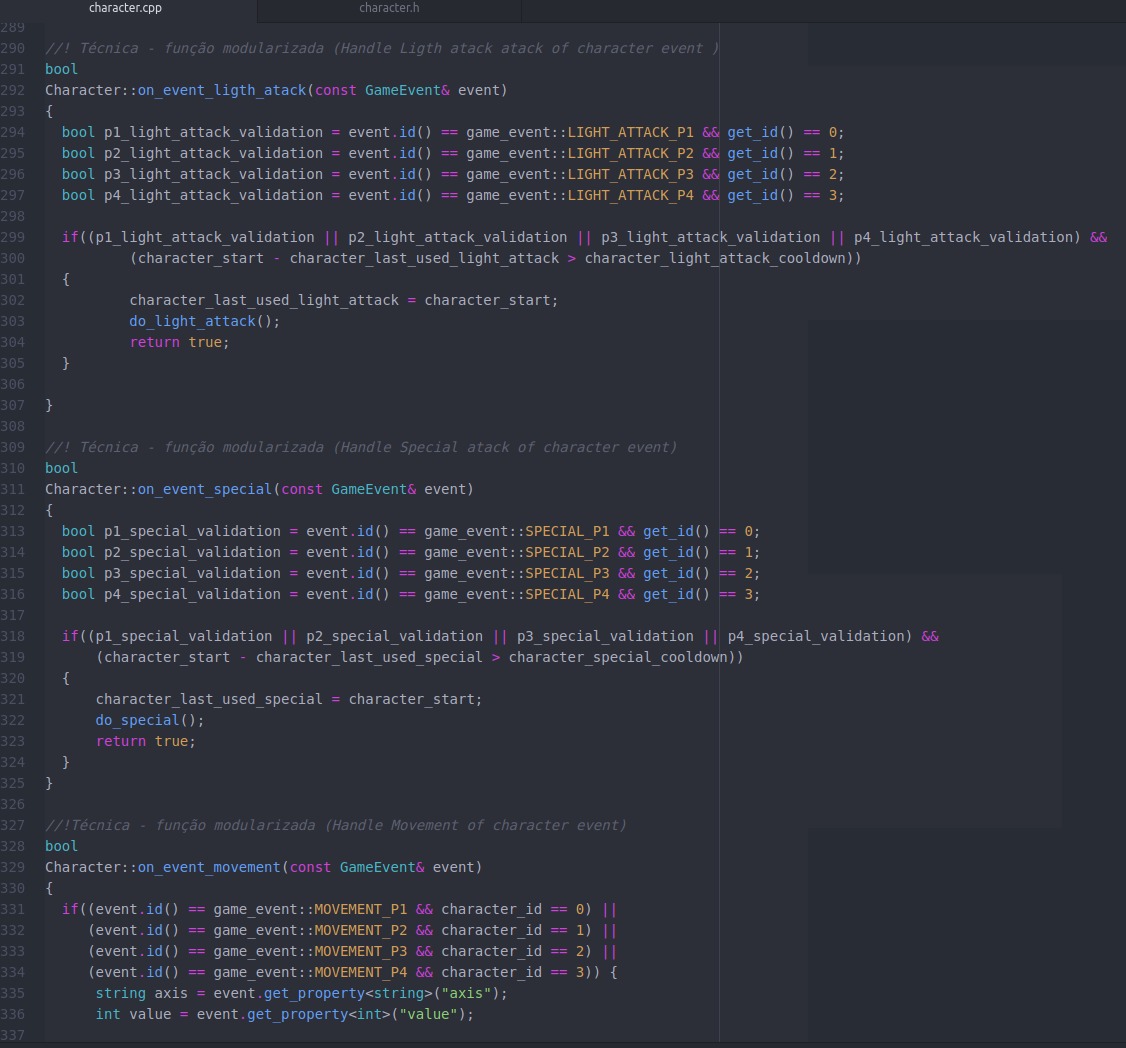 character.cpp character.h
289
290 //! Técnica - função modularizada (Handle Ligth atack atack of character event )
291 bool
292 Character::on_event_ligth_atack(const GameEvent& event)
293 {
294   bool p1_light_attack_validation = event.id() == game_event::LIGHT_ATTACK_P1 && get_id() == 0;
295   bool p2_light_attack_validation = event.id() == game_event::LIGHT_ATTACK_P2 && get_id() == 1;
296   bool p3_light_attack_validation = event.id() == game_event::LIGHT_ATTACK_P3 && get_id() == 2;
297   bool p4_light_attack_validation = event.id() == game_event::LIGHT_ATTACK_P4 && get_id() == 3;
298
299   if((p1_light_attack_validation || p2_light_attack_validation || p3_light_attack_validation || p4_light_attack_validation) &&
300           (character_start - character_last_used_light_attack > character_light_attack_cooldown))
301   {
302           character_last_used_light_attack = character_start;
303           do_light_attack();
304           return true;
305   }
306
307 }
308
309 //! Técnica - função modularizada (Handle Special atack of character event)
310 bool
311 Character::on_event_special(const GameEvent& event)
312 {
313   bool p1_special_validation = event.id() == game_event::SPECIAL_P1 && get_id() == 0;
314   bool p2_special_validation = event.id() == game_event::SPECIAL_P2 && get_id() == 1;
315   bool p3_special_validation = event.id() == game_event::SPECIAL_P3 && get_id() == 2;
316   bool p4_special_validation = event.id() == game_event::SPECIAL_P4 && get_id() == 3;
317
318   if((p1_special_validation || p2_special_validation || p3_special_validation || p4_special_validation) &&
319       (character_start - character_last_used_special > character_special_cooldown))
320   {
321       character_last_used_special = character_start;
322       do_special();
323       return true;
324   }
325 }
326
327 //!Técnica - função modularizada (Handle Movement of character event)
328 bool
329 Character::on_event_movement(const GameEvent& event)
330 {
331   if((event.id() == game_event::MOVEMENT_P1 && character_id == 0) ||
332      (event.id() == game_event::MOVEMENT_P2 && character_id == 1) ||
333      (event.id() == game_event::MOVEMENT_P3 && character_id == 2) ||
334      (event.id() == game_event::MOVEMENT_P4 && character_id == 3)) {
335       string axis = event.get_property<string>("axis");
336       int value = event.get_property<int>("value");
337